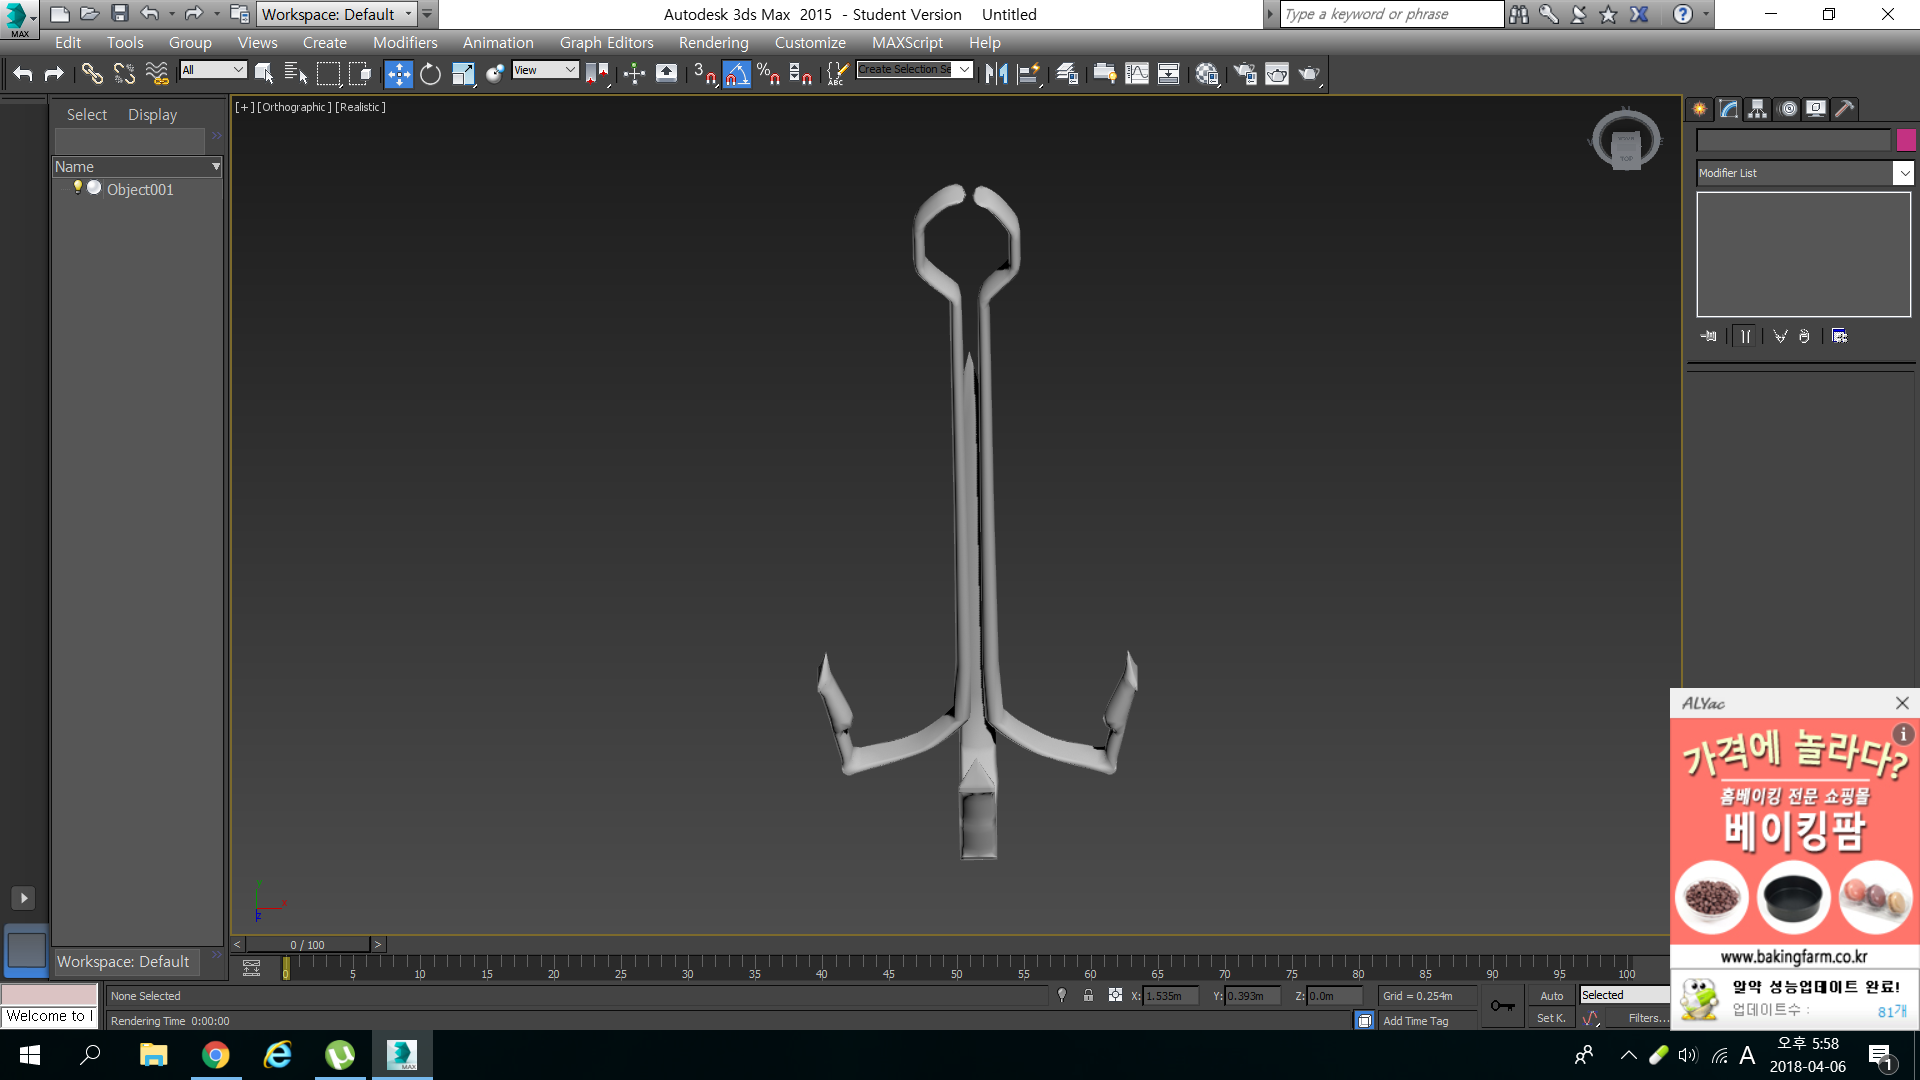 Workspace: Default
Autodesk 3ds Max 2015 - Student Version Untitled
Type a keyword or phrase
MAX
Edit Tools Group Views Create Modifiers Animation Graph Editors Rendering Customize MAXScript Help
All
View
3
%
ABC
Create Selection Se
Select Display
Name
Object001
[+] [Orthographic] [Realistic]
N
TOP
Modifier List
y
x
z
Workspace: Default
0 / 100
0 5 10 15 20 25 30 35 40 45 50 55 60 65 70 75 80 85 90 95 100
None Selected
X: 1.535m Y: 0.393m Z: 0.0m
Grid = 0.254m
Auto
Selected
Welcome to
Rendering Time 0:00:00
Add Time Tag
Set K.
Filters...
ALYac
가격에 놀라다?
홈베이킹 전문 쇼핑몰
베이킹팜
www.bakingfarm.co.kr
알약 성능업데이트 완료!
업데이트수 : 81개
MAX
A
오후 5:58
2018-04-06
1